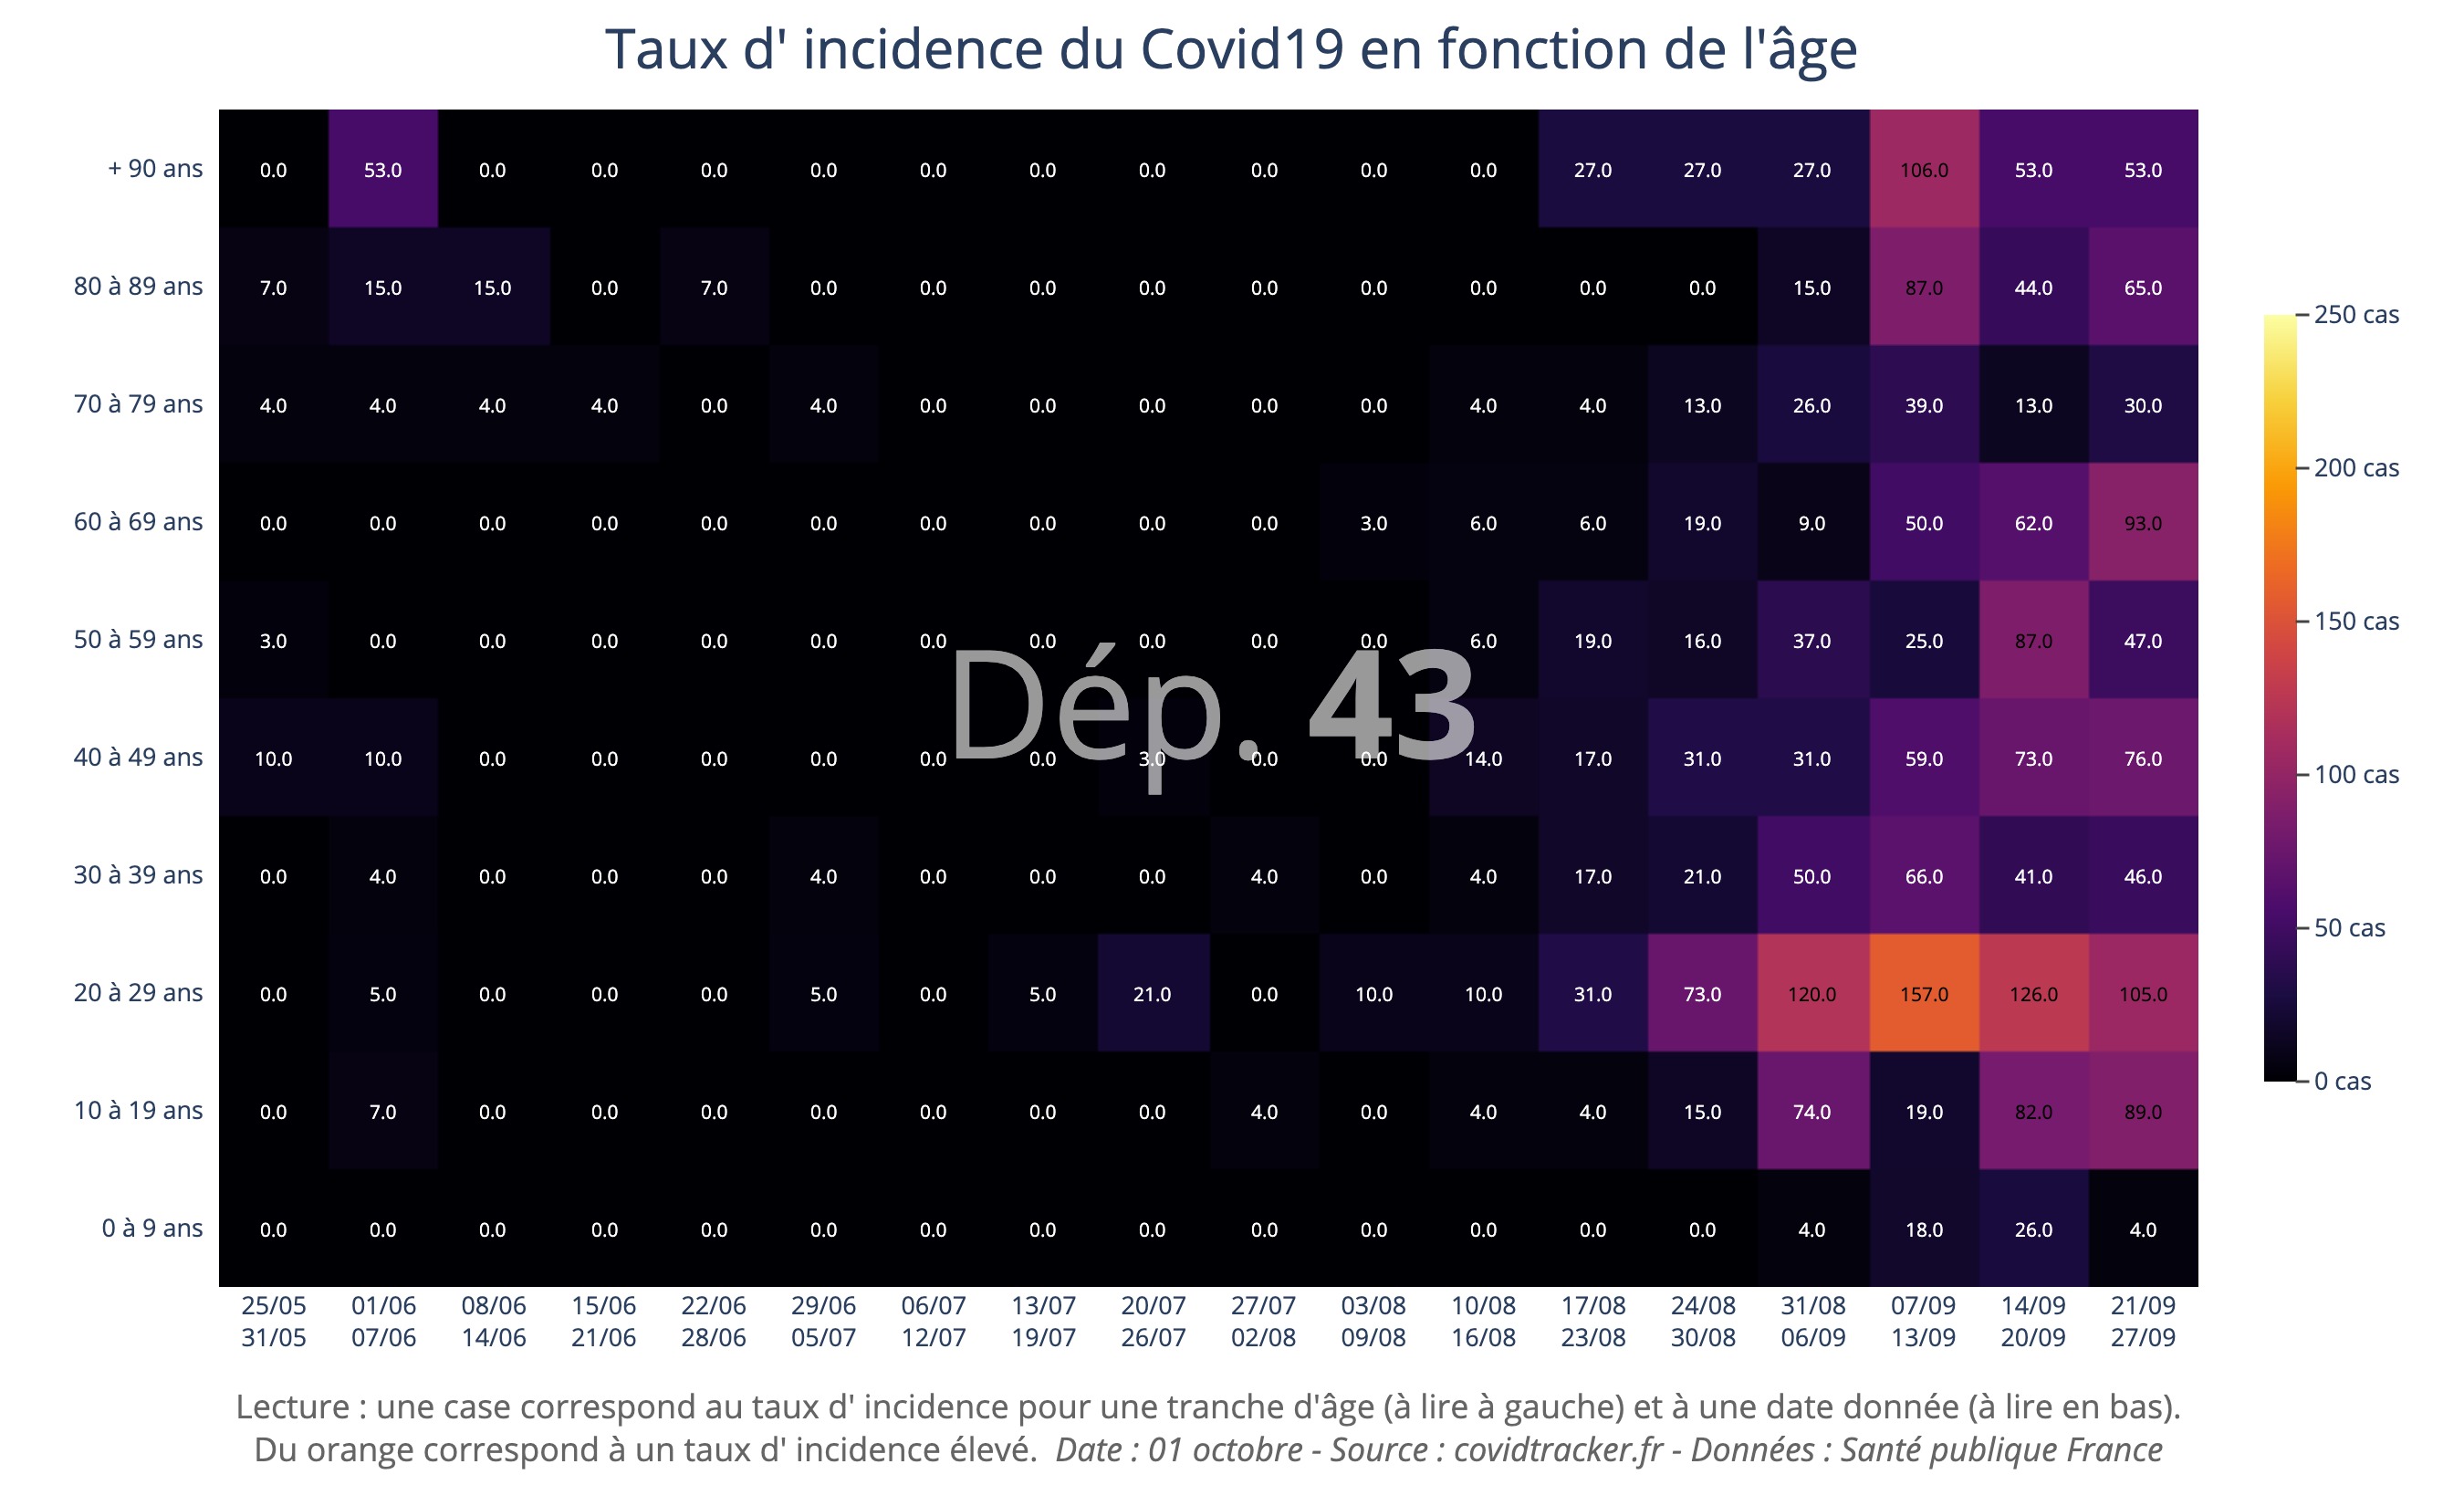 Taux d' incidence du Covid19 en fonction de l'âge
+ 90 ans 0.0 53.0 0.0 0.0 0.0 0.0 0.0 0.0 0.0 0.0 0.0 0.0 27.0 27.0 27.0 106.0 53.0 53.0
80 à 89 ans 7.0 15.0 15.0 0.0 7.0 0.0 0.0 0.0 0.0 0.0 0.0 0.0 0.0 0.0 15.0 87.0 44.0 65.0
250 cas
70 à 79 ans 4.0 4.0 4.0 4.0 0.0 4.0 0.0 0.0 0.0 0.0 0.0 4.0 4.0 13.0 26.0 39.0 13.0 30.0
200 cas
60 à 69 ans 0.0 0.0 0.0 0.0 0.0 0.0 0.0 0.0 0.0 0.0 3.0 6.0 6.0 19.0 9.0 50.0 62.0 93.0
150 cas
50 à 59 ans 3.0 0.0 0.0 0.0 0.0 0.0 0.0 0.0 0.0 0.0 0.0 6.0 19.0 16.0 37.0 25.0 87.0 47.0
Dép. 43
40 à 49 ans 10.0 10.0 0.0 0.0 0.0 0.0 0.0 0.0 3.0 0.0 0.0 14.0 17.0 31.0 31.0 59.0 73.0 76.0
100 cas
30 à 39 ans 0.0 4.0 0.0 0.0 0.0 4.0 0.0 0.0 0.0 4.0 0.0 4.0 17.0 21.0 50.0 66.0 41.0 46.0
50 cas
20 à 29 ans 0.0 5.0 0.0 0.0 0.0 5.0 0.0 5.0 21.0 0.0 10.0 10.0 31.0 73.0 120.0 157.0 126.0 105.0
0 cas
10 à 19 ans 0.0 7.0 0.0 0.0 0.0 0.0 0.0 0.0 0.0 4.0 0.0 4.0 4.0 15.0 74.0 19.0 82.0 89.0
0 à 9 ans 0.0 0.0 0.0 0.0 0.0 0.0 0.0 0.0 0.0 0.0 0.0 0.0 0.0 0.0 4.0 18.0 26.0 4.0
25/05 01/06 08/06 15/06 22/06 29/06 06/07 13/07 20/07 27/07 03/08 10/08 17/08 24/08 31/08 07/09 14/09 21/09
31/05 07/06 14/06 21/06 28/06 05/07 12/07 19/07 26/07 02/08 09/08 16/08 23/08 30/08 06/09 13/09 20/09 27/09
Lecture : une case correspond au taux d' incidence pour une tranche d'âge (à lire à gauche) et à une date donnée (à lire en bas).
Du orange correspond à un taux d' incidence élevé. Date : 01 octobre - Source : covidtracker.fr - Données : Santé publique France